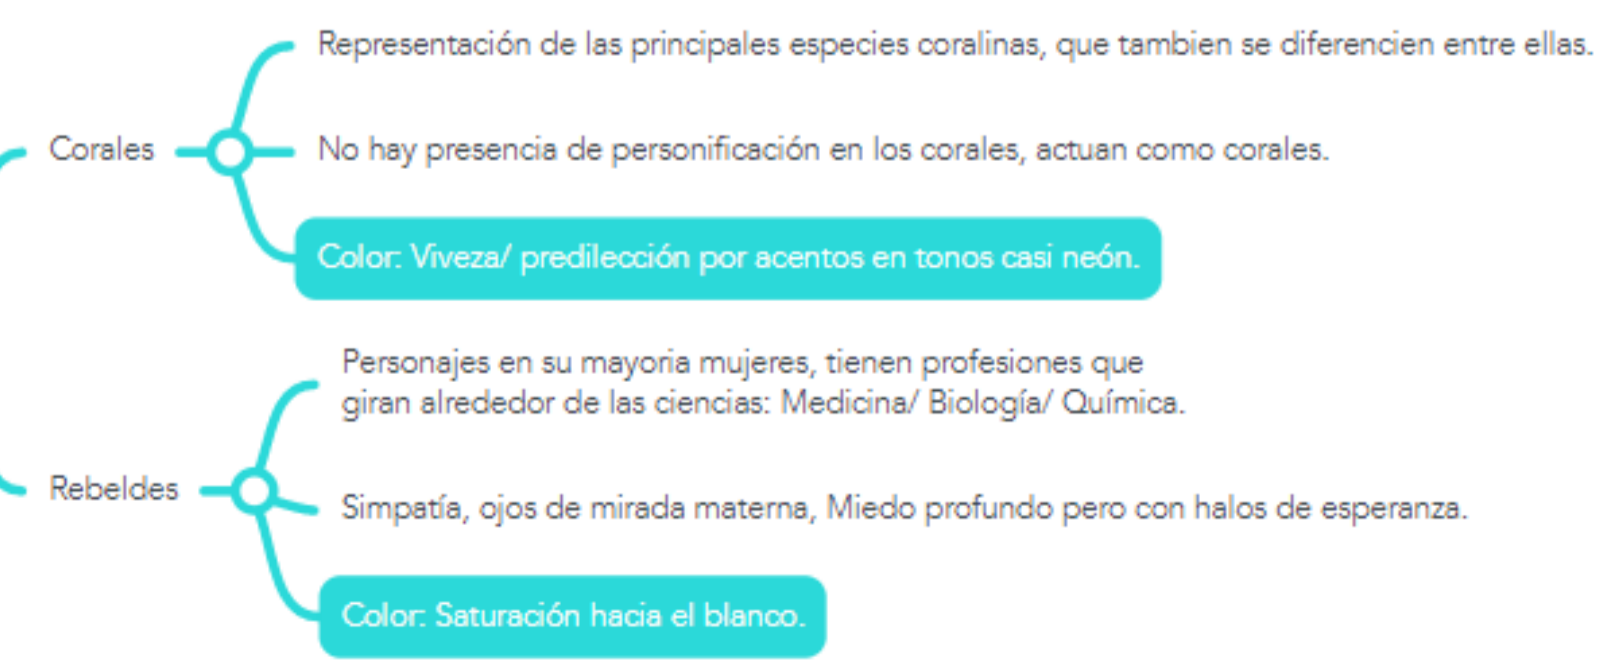 Corales
Representación de las principales especies coralinas, que tambien se diferencien entre ellas.
No hay presencia de personificación en los corales, actuan como corales.
Color: Viveza/ predilección por acentos en tonos casi neón.
Rebeldes
Personajes en su mayoria mujeres, tienen profesiones que
giran alrededor de las ciencias: Medicina/ Biología/ Química.
Simpatía, ojos de mirada materna, Miedo profundo pero con halos de esperanza.
Color: Saturación hacia el blanco.